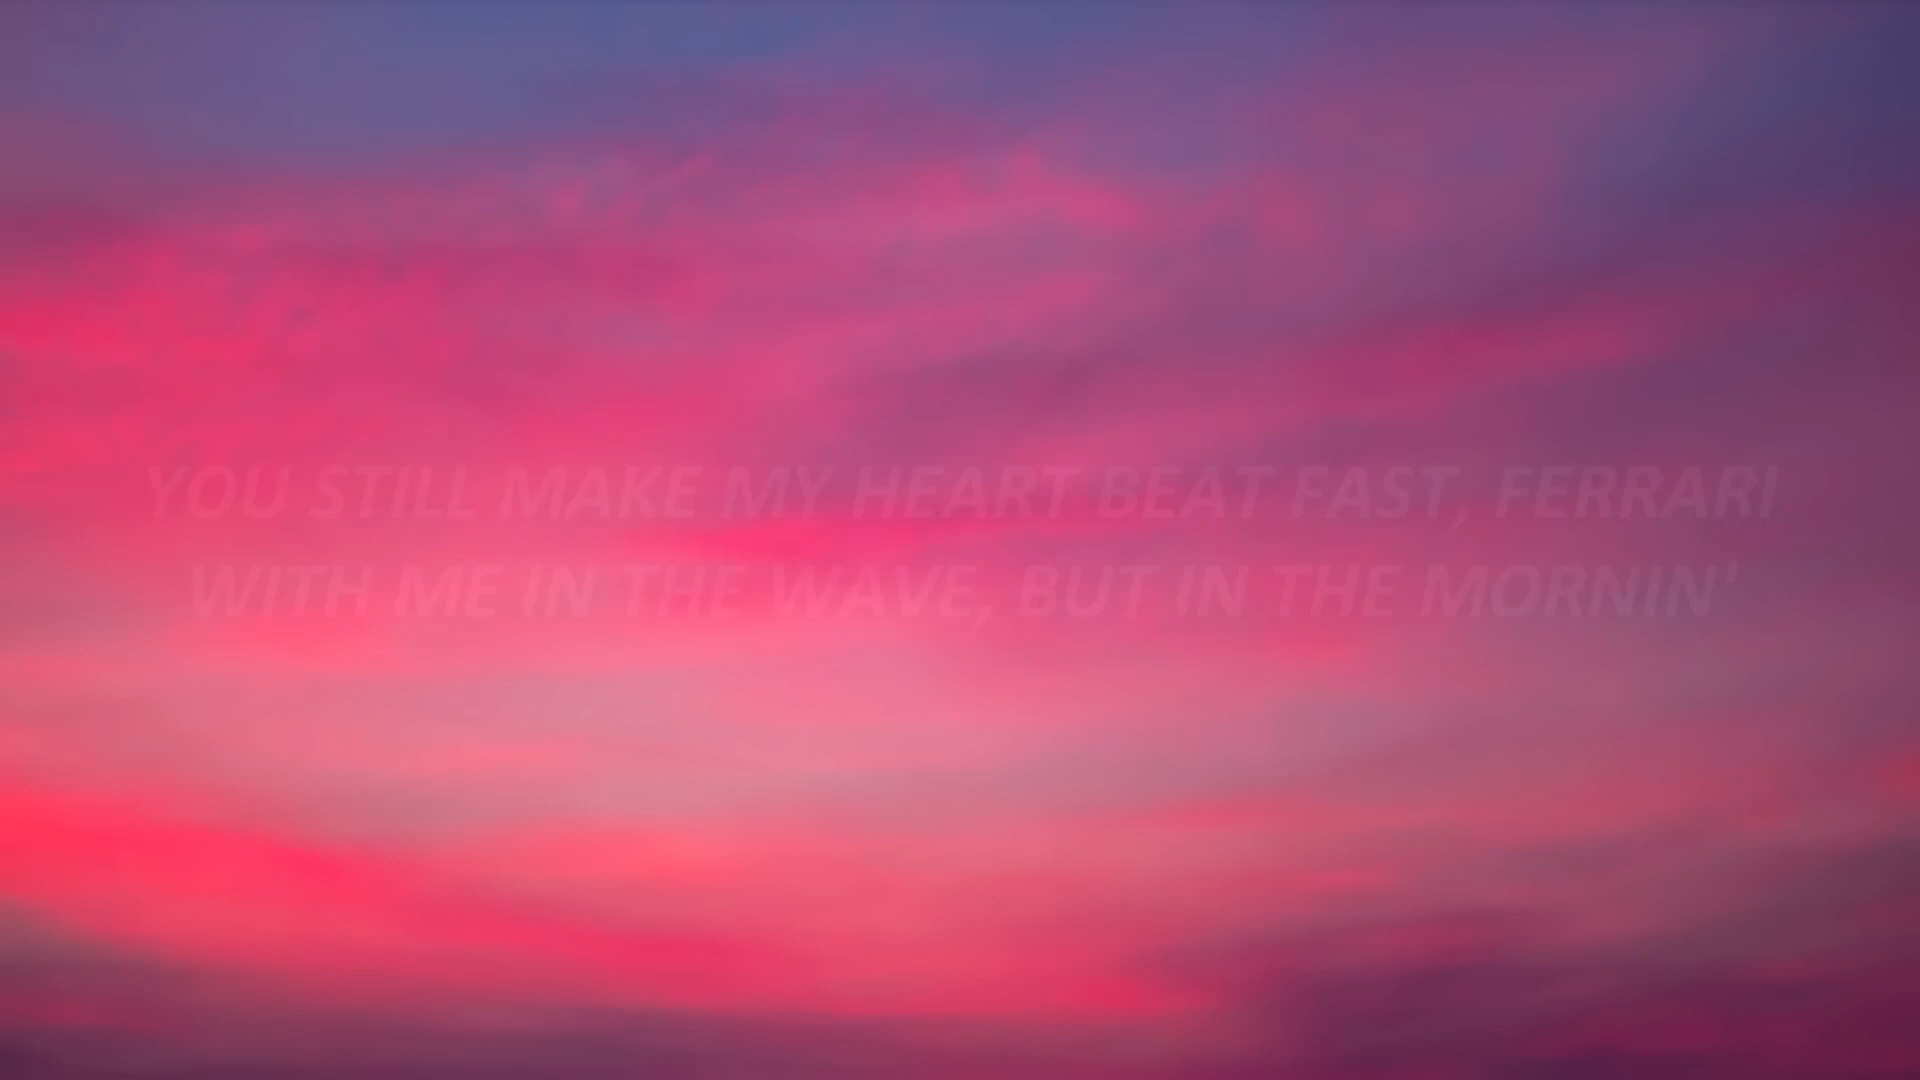 YOU STILL MAKE MY HEART BEAT FAST, FERRARI
WITH ME IN THE WAVE, BUT IN THE MORNIN'